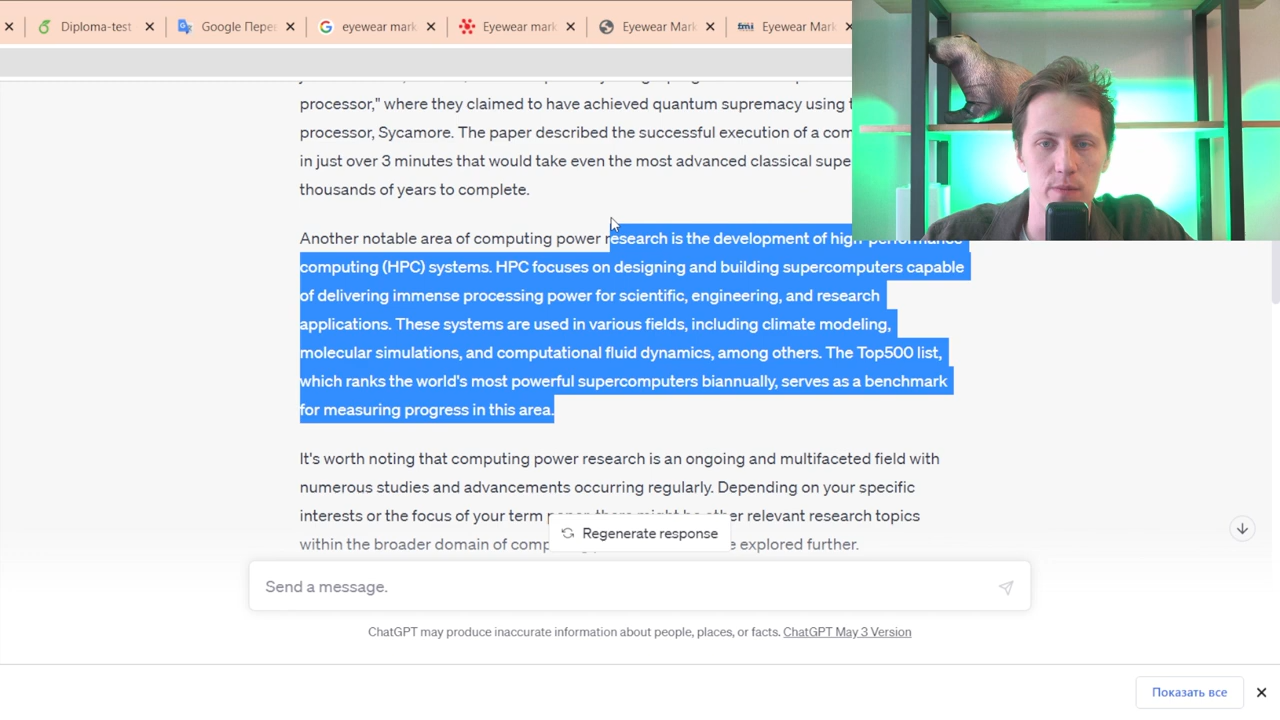 Diploma-test
Google Пере
eyewear mark
Eyewear mark
Eyewear Mark
fmi
Eyewear Mark
processor," where they claimed to have achieved quantum supremacy using
processor, Sycamore. The paper described the successful execution of a
in just over 3 minutes that would take even the most advanced classical
thousands of years to complete.
Another notable area of computing power research is the development of high-performance
computing (HPC) systems. HPC focuses on designing and building supercomputers capable
of delivering immense processing power for scientific, engineering, and research
applications. These systems are used in various fields, including climate modeling,
molecular simulations, and computational fluid dynamics, among others. The Top500 list,
which ranks the world's most powerful supercomputers biannually, serves as a benchmark
for measuring progress in this area.
It's worth noting that computing power research is an ongoing and multifaceted field with
numerous studies and advancements occurring regularly. Depending on your specific
interests or the focus of your term relevant research topics
within the broader domain of explored further.
Regenerate response
Send a message.
ChatGPT may produce inaccurate information about people, places, or facts. ChatGPT May 3 Version
Показать все